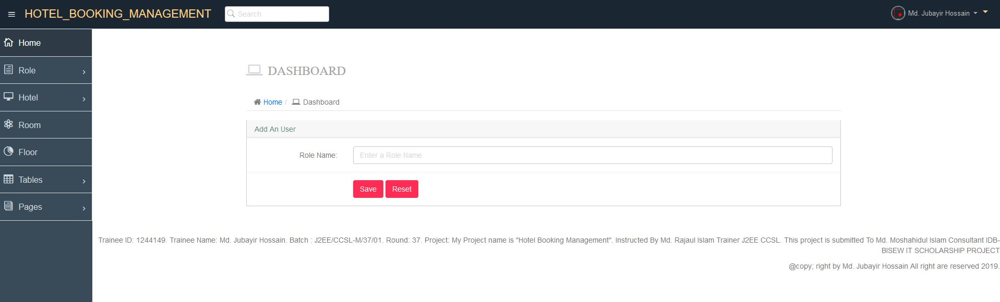 HOTEL_BOOKING_MANAGEMENT
Search
Md. Jubayir Hossain
Home
Role
Hotel
Room
Floor
Tables
Pages
DASHBOARD
Home / Dashboard
Add An User
Role Name: Enter a Role Name
Save Reset
Trainee ID: 1244149. Trainee Name: Md. Jubayir Hossain. Batch : J2EE/CCSL-M/37/01. Round: 37. Project: My Project name is "Hotel Booking Management". Instructed By Md. Rajaul Islam Trainer J2EE CCSL. This project is submitted To Md. Moshahidul Islam Consultant IDB-
BISEW IT SCHOLARSHIP PROJECT
@copy; right by Md. Jubayir Hossain All right are reserved 2019.